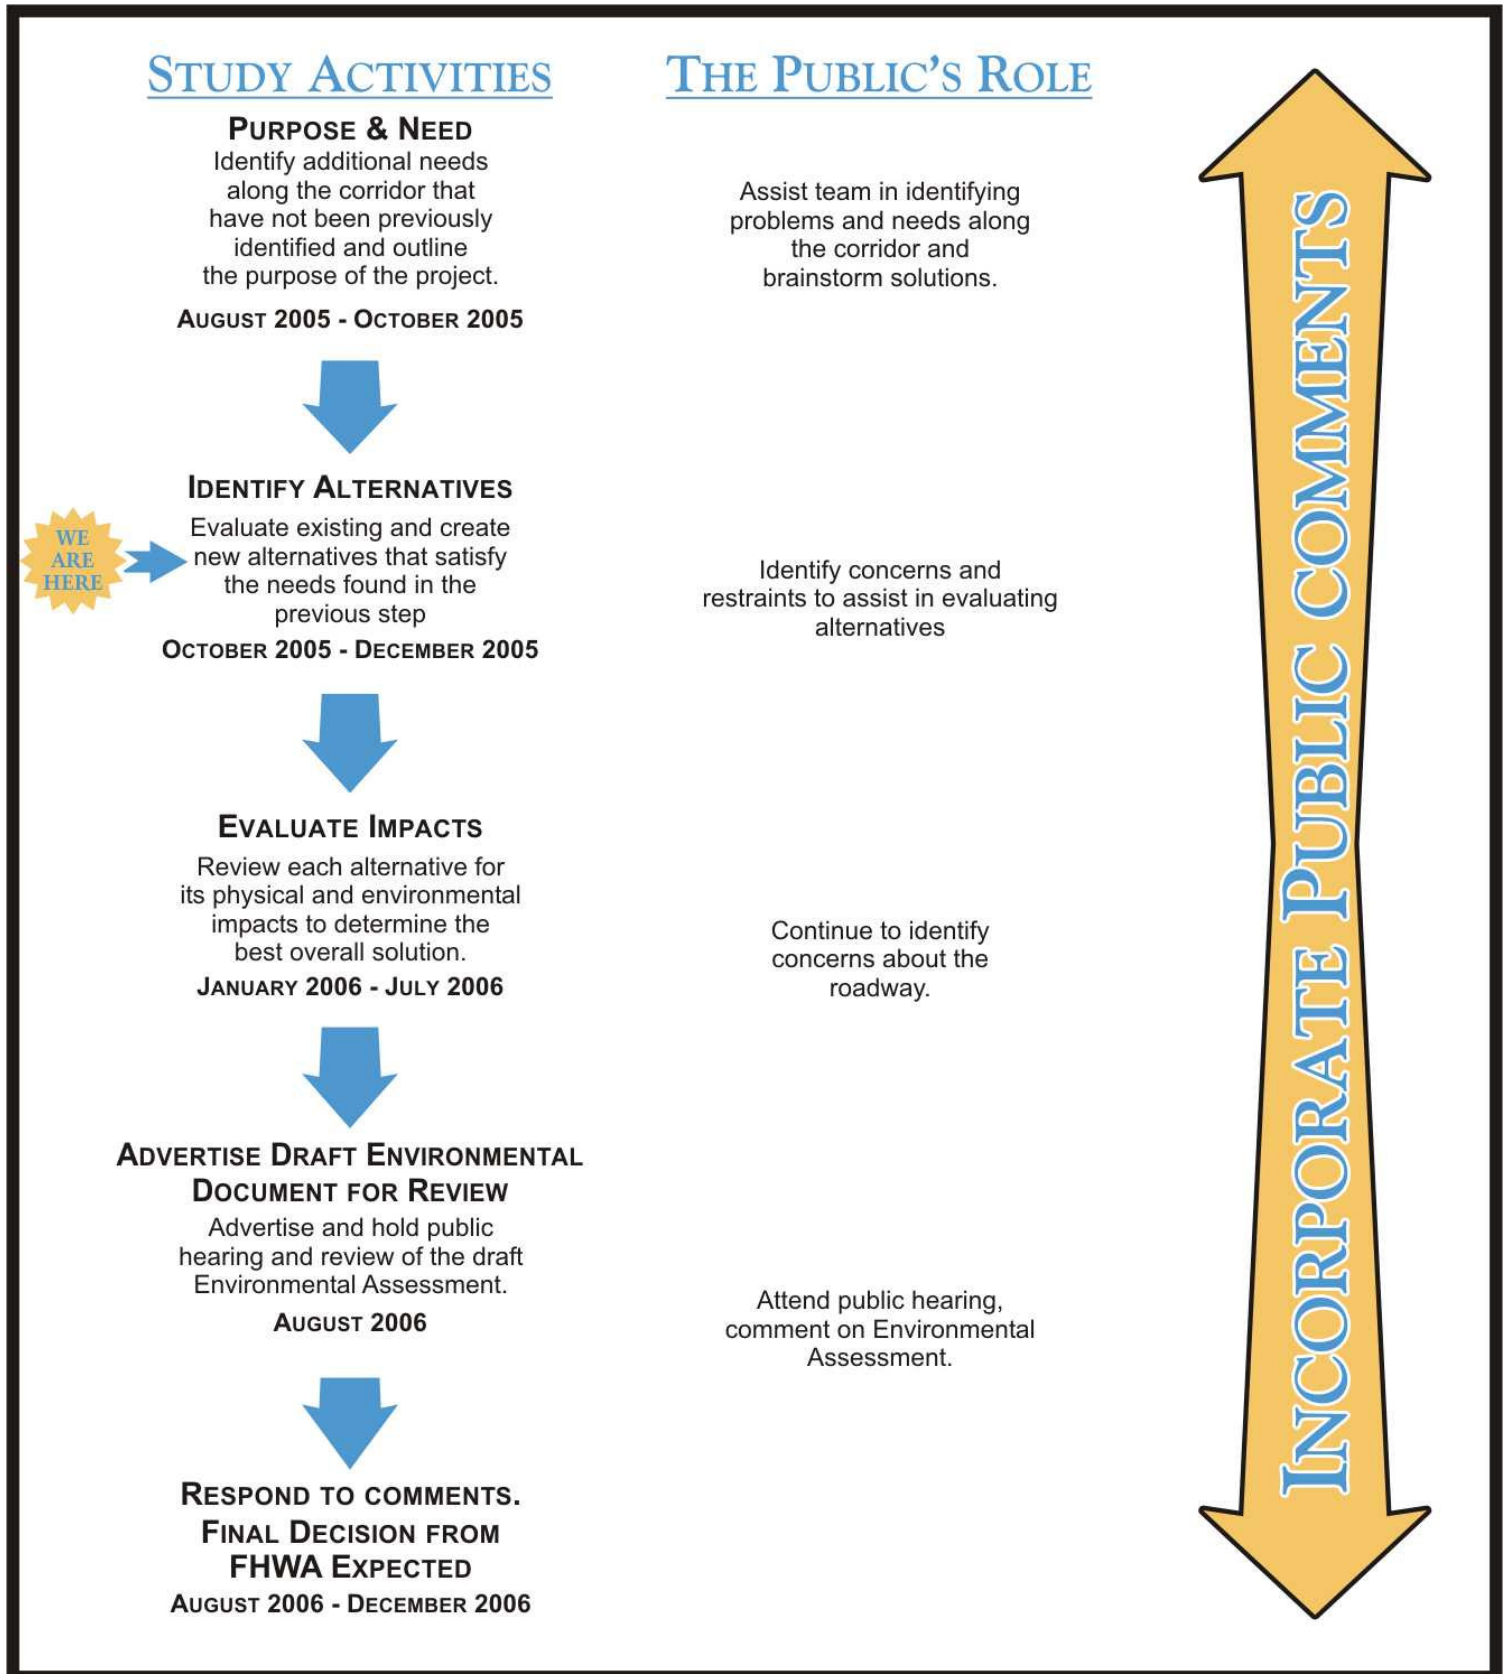 STUDY ACTIVITIES
PURPOSE & NEED
Identify additional needs
along the corridor that
have not been previously
identified and outline
the purpose of the project.
AUGUST 2005 - OCTOBER 2005
IDENTIFY ALTERNATIVES
Evaluate existing and create
new alternatives that satisfy
the needs found in the
previous step
OCTOBER 2005 - DECEMBER 2005
WE
ARE
HERE
EVALUATE IMPACTS
Review each alternative for
its physical and environmental
impacts to determine the
best overall solution.
JANUARY 2006 - JULY 2006
ADVERTISE DRAFT ENVIRONMENTAL
DOCUMENT FOR REVIEW
Advertise and hold public
hearing and review of the draft
Environmental Assessment.
AUGUST 2006
RESPOND TO COMMENTS.
FINAL DECISION FROM
FHWA EXPECTED
AUGUST 2006 - DECEMBER 2006
THE PUBLIC'S ROLE
Assist team in identifying
problems and needs along
the corridor and
brainstorm solutions.
Identify concerns and
restraints to assist in evaluating
alternatives
Continue to identify
concerns about the
roadway.
Attend public hearing,
comment on Environmental
Assessment.
INCORPORATE PUBLIC COMMENTS